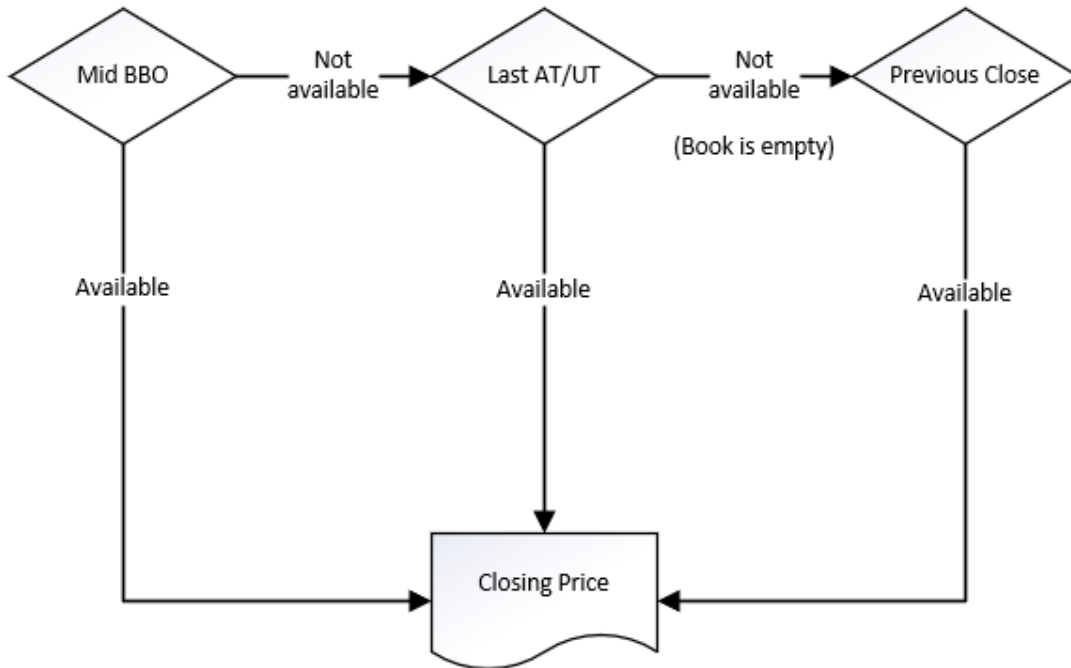 Mid BBO
Not
available
Last AT/UT
Not
available
(Book is empty)
Previous Close
Available
Available
Available
Closing Price